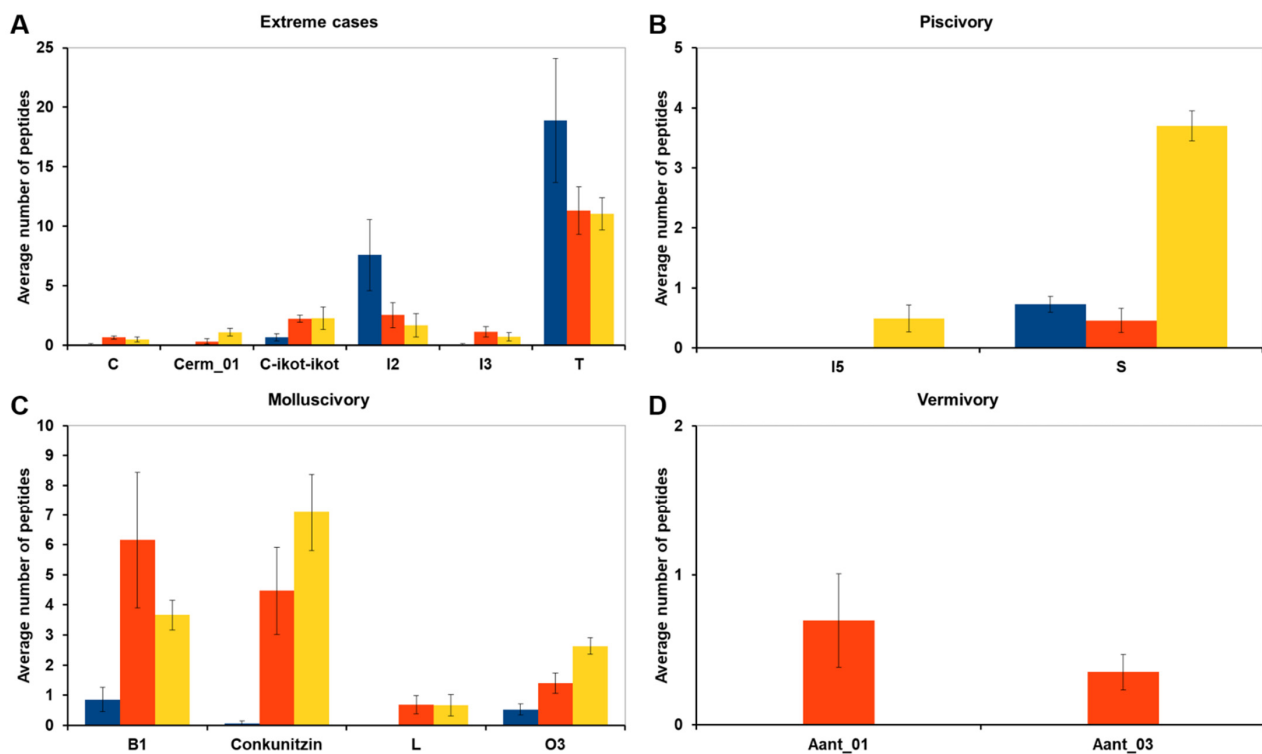 A
Extreme cases
Average number of peptides
25
20
15
10
5
0
C Cerm_01 C-ikot-ikot I2 I3 T
B
Piscivory
Average number of peptides
5
4
3
2
1
0
I5 S
C
Molluscivory
Average number of peptides
10
9
8
7
6
5
4
3
2
1
0
B1 Conkunitzin L O3
D
Vermivory
Average number of peptides
2
1
0
Aant_01 Aant_03